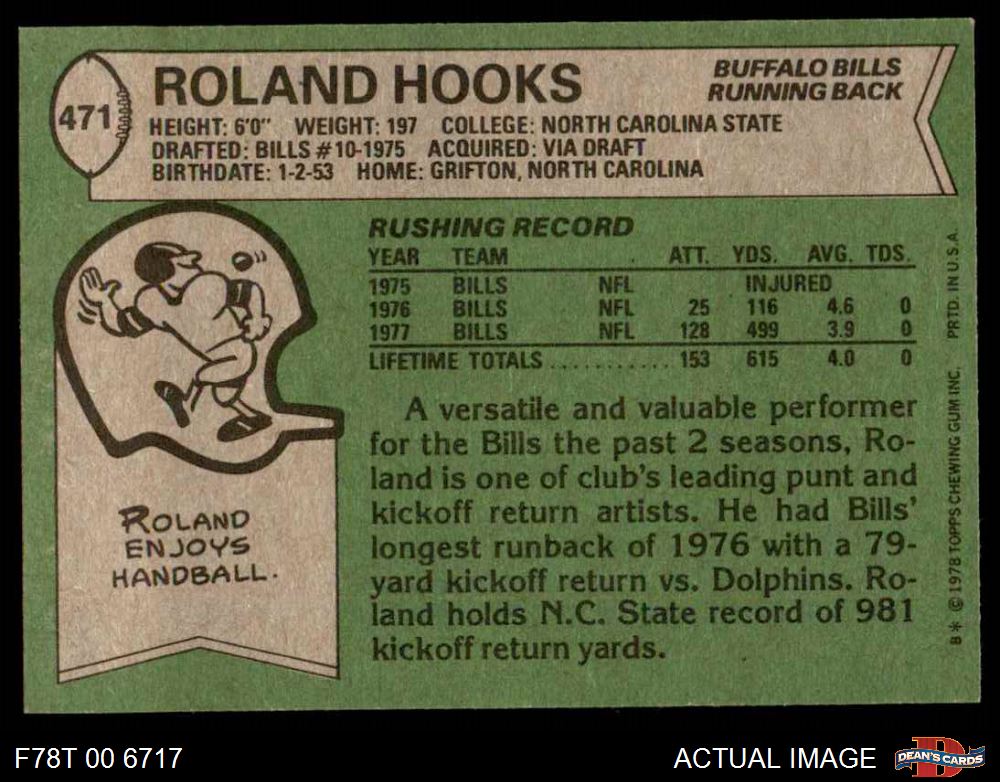 471
ROLAND HOOKS
BUFFALO BILLS
RUNNING BACK
HEIGHT: 6'0" WEIGHT: 197 COLLEGE: NORTH CAROLINA STATE
DRAFTED: BILLS #10-1975 ACQUIRED: VIA DRAFT
BIRTHDATE: 1-2-53 HOME: GRIFTON, NORTH CAROLINA
RUSHING RECORD
YEAR TEAM ATT. YDS. AVG. TDS.
1975 BILLS NFL INJURED
1976 BILLS NFL 25 116 4.6 0
1977 BILLS NFL 128 499 3.9 0
LIFETIME TOTALS ............ 153 615 4.0 0
A versatile and valuable performer
for the Bills the past 2 seasons, Ro-
land is one of club's leading punt and
kickoff return artists. He had Bills'
longest runback of 1976 with a 79-
yard kickoff return vs. Dolphins. Ro-
land holds N.C. State record of 981
kickoff return yards.
ROLAND
ENJOYS
HANDBALL.
B* © 1978 TOPPS CHEWING GUM INC. PRTD. IN U.S.A.
F78T 00 6717
ACTUAL IMAGE
D
DEAN'S CARDS